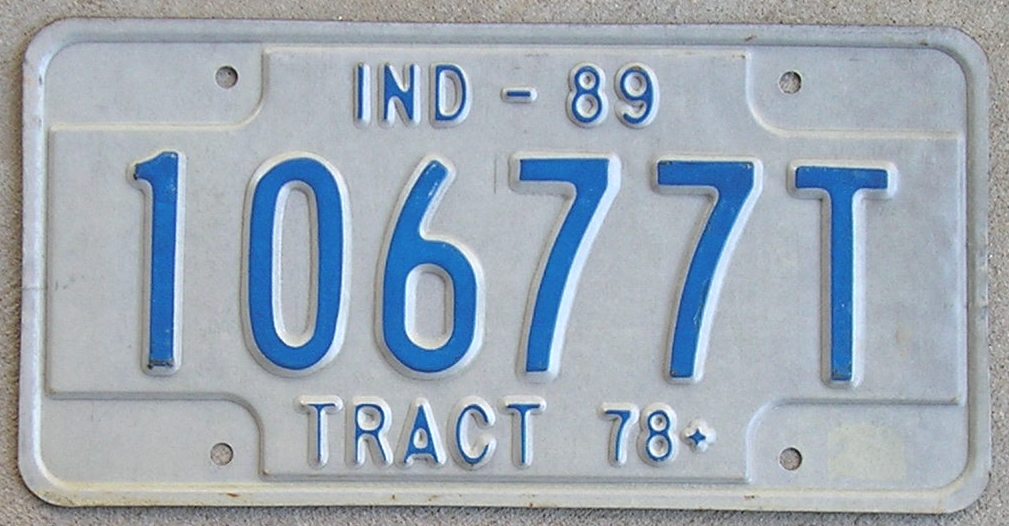 IND - 89
10677T
TRACT 78+